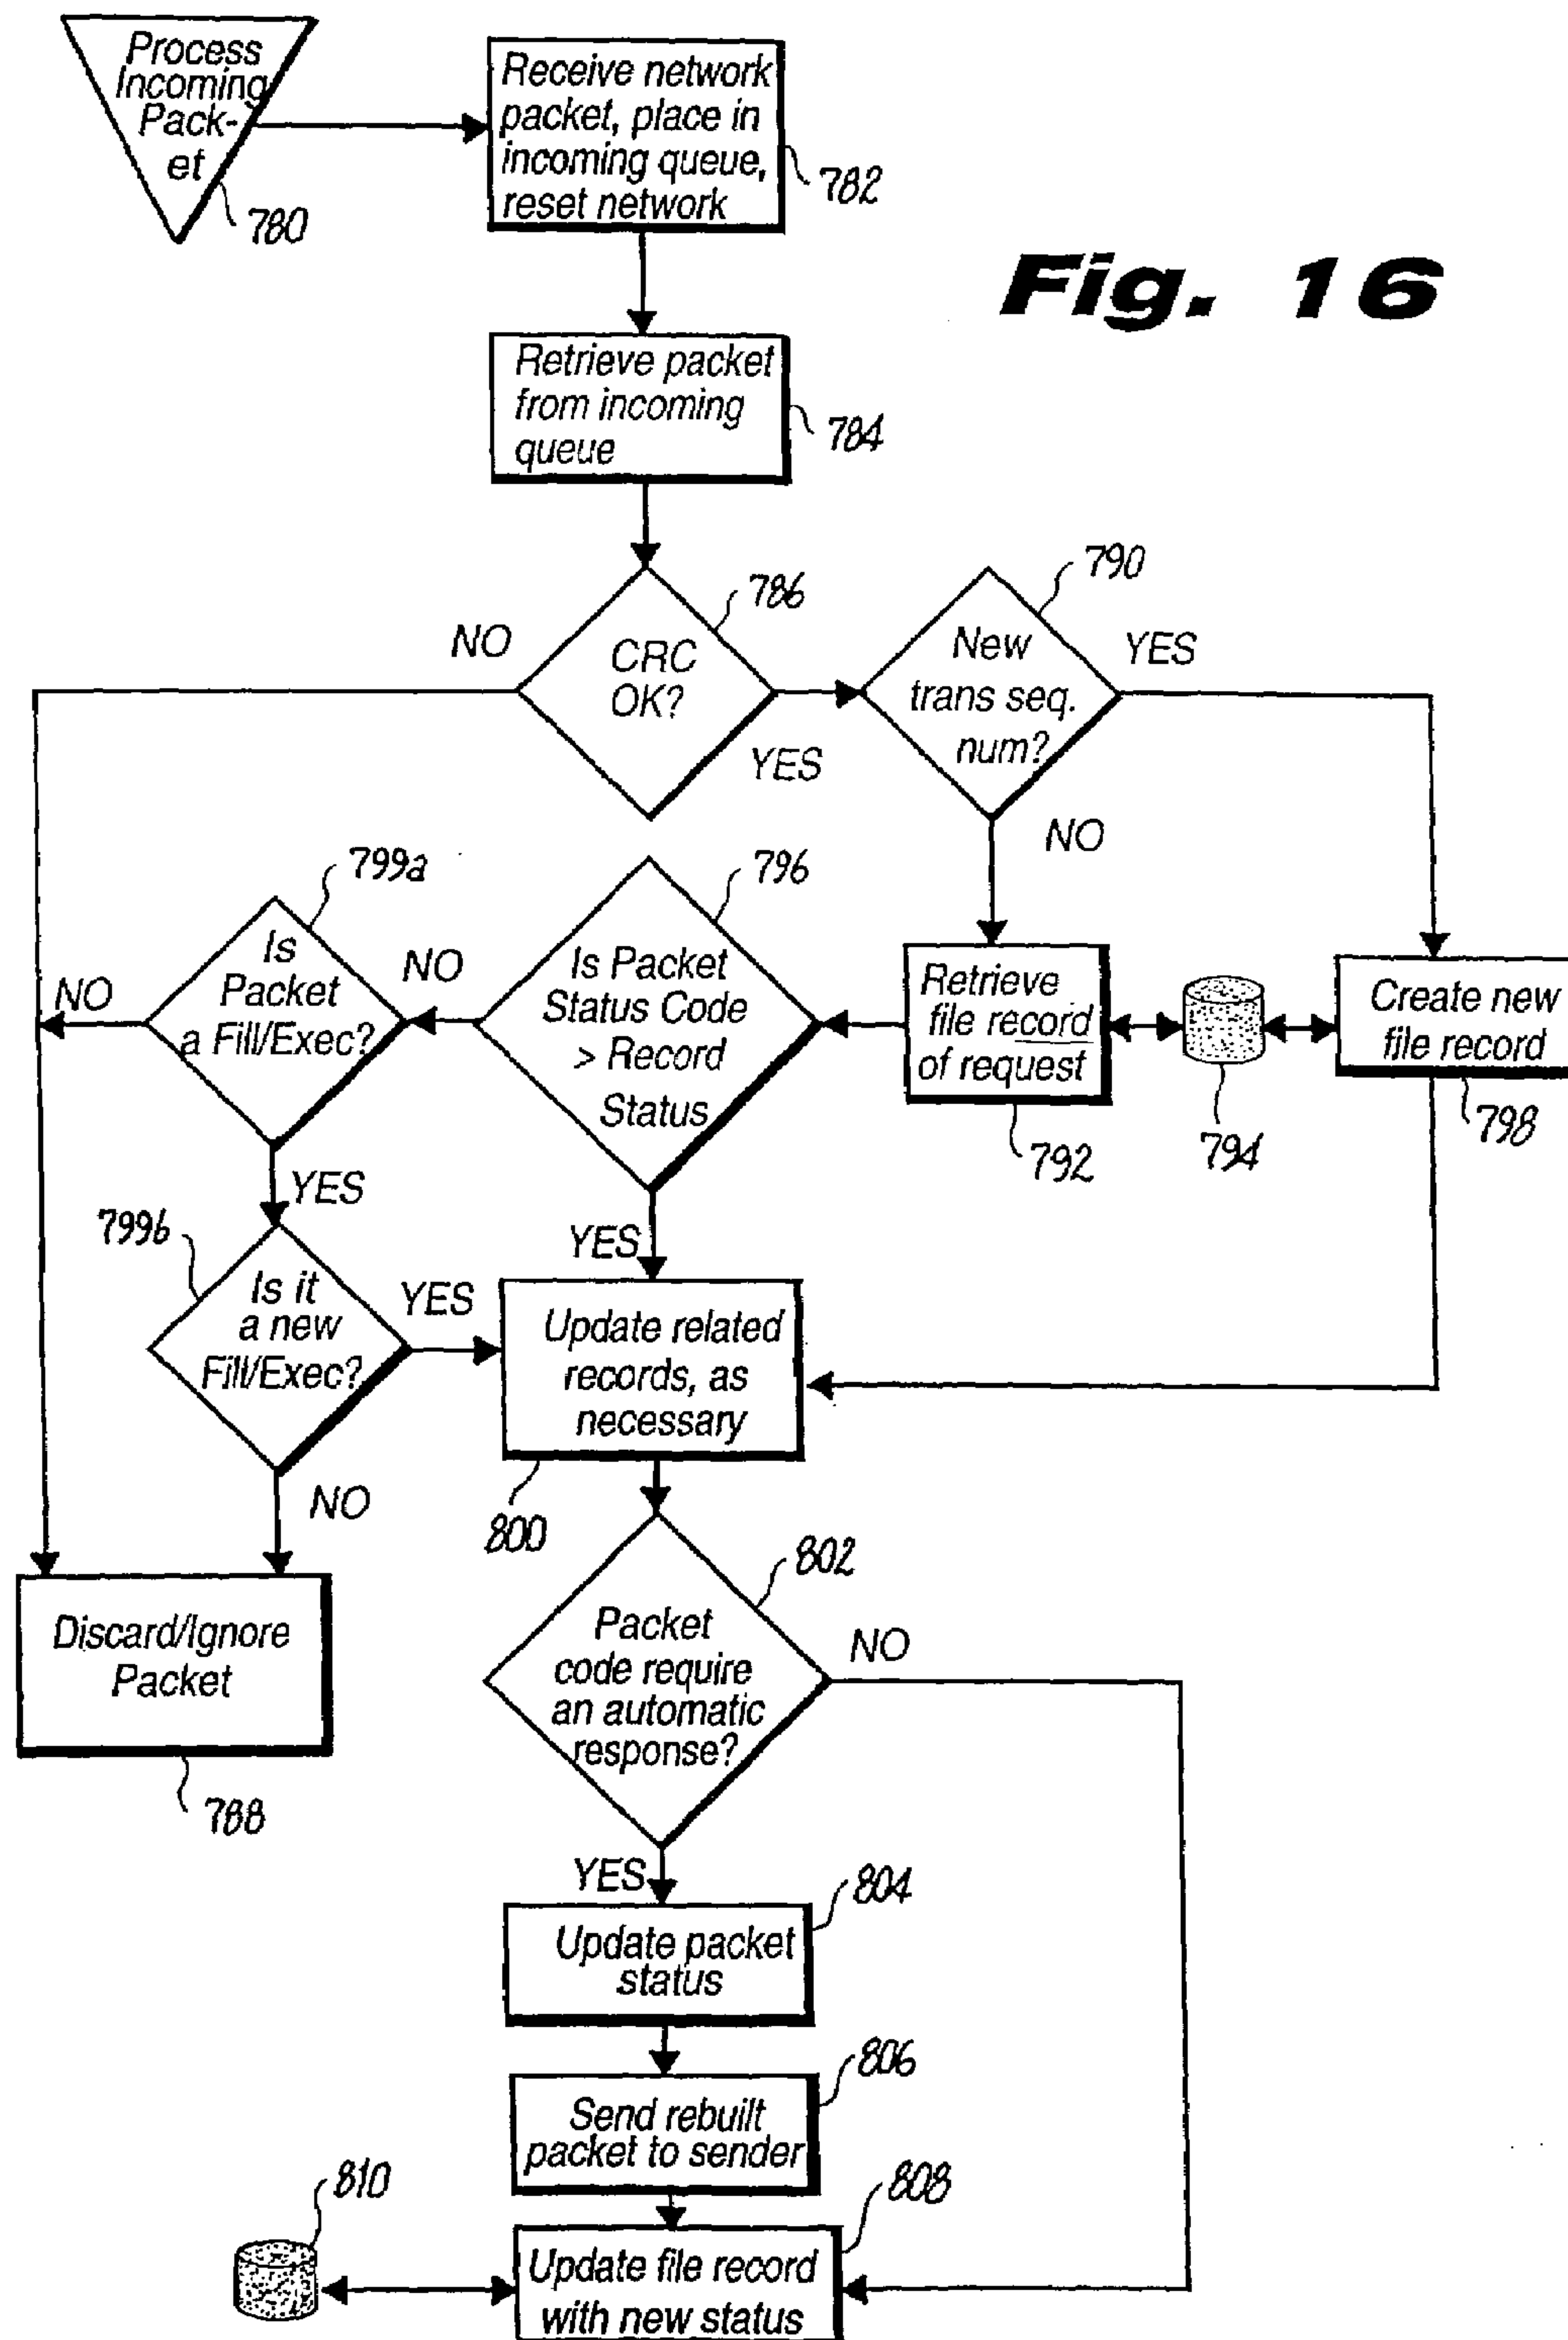 Process
Incoming
Pack-
et
780
Receive network
packet, place in
incoming queue,
reset network
782
Fig. 16
Retrieve packet
from incoming
queue
784
786
NO
CRC
OK?
YES
790
New
trans seq.
num?
YES
NO
799a
Is
Packet
a Fill/Exec?
NO
NO
YES
796
Is Packet
Status Code
> Record
Status
YES
Retrieve
file record
of request
792
794
Create new
file record
798
799b
Is it
a new
Fill/Exec?
YES
NO
Update related
records, as
necessary
800
Discard/Ignore
Packet
788
802
Packet
code require
an automatic
response?
NO
YES
804
Update packet
status
806
Send rebuilt
packet to sender
810
808
Update file record
with new status